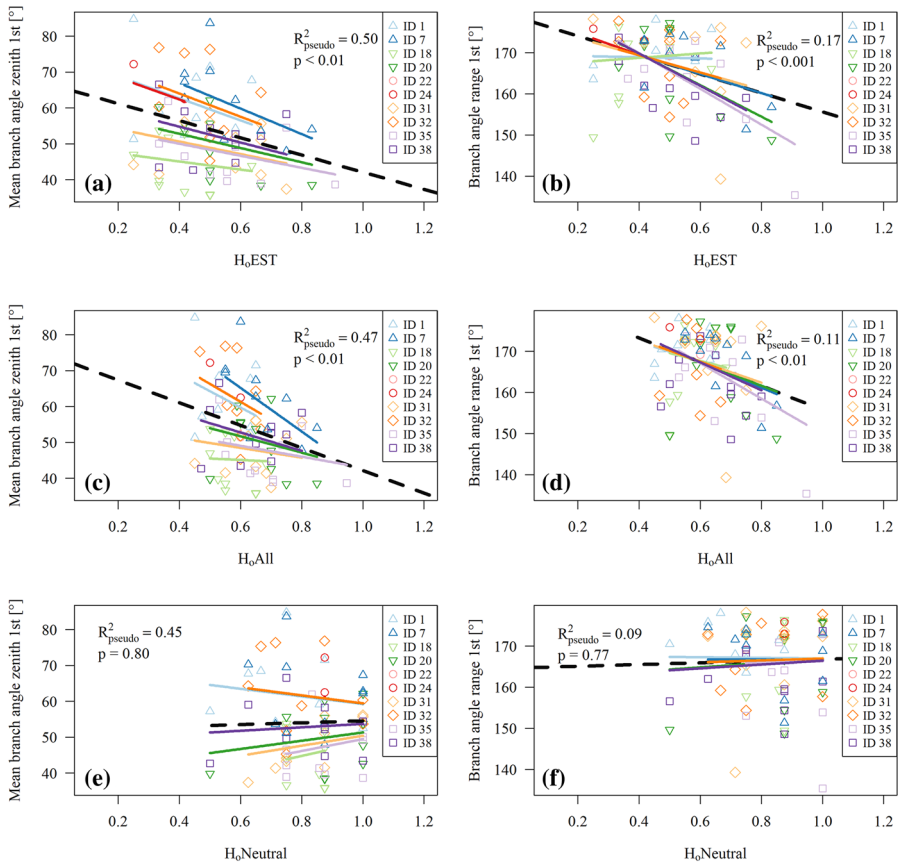 Mean branch angle zenith 1st [°]
80
70
60
50
40
R²pseudo = 0.50
p < 0.01
(a)
ID 1
ID 7
ID 18
ID 20
ID 22
ID 24
ID 31
ID 32
ID 35
ID 38
0.2 0.4 0.6 0.8 1.0 1.2
HoEST
Branch angle range 1st [°]
170
160
150
140
R²pseudo = 0.17
p < 0.001
(b)
ID 1
ID 7
ID 18
ID 20
ID 22
ID 24
ID 31
ID 32
ID 35
ID 38
0.2 0.4 0.6 0.8 1.0 1.2
HoEST
Mean branch angle zenith 1st [°]
80
70
60
50
40
R²pseudo = 0.47
p < 0.01
(c)
ID 1
ID 7
ID 18
ID 20
ID 22
ID 24
ID 31
ID 32
ID 35
ID 38
0.2 0.4 0.6 0.8 1.0 1.2
HoAll
Branch angle range 1st [°]
170
160
150
140
R²pseudo = 0.11
p < 0.01
(d)
ID 1
ID 7
ID 18
ID 20
ID 22
ID 24
ID 31
ID 32
ID 35
ID 38
0.2 0.4 0.6 0.8 1.0 1.2
HoAll
Mean branch angle zenith 1st [°]
80
70
60
50
40
R²pseudo = 0.45
p = 0.80
(e)
ID 1
ID 7
ID 18
ID 20
ID 22
ID 24
ID 31
ID 32
ID 35
ID 38
0.2 0.4 0.6 0.8 1.0 1.2
HoNeutral
Branch angle range 1st [°]
170
160
150
140
R²pseudo = 0.09
p = 0.77
(f)
ID 1
ID 7
ID 18
ID 20
ID 22
ID 24
ID 31
ID 32
ID 35
ID 38
0.2 0.4 0.6 0.8 1.0 1.2
HoNeutral